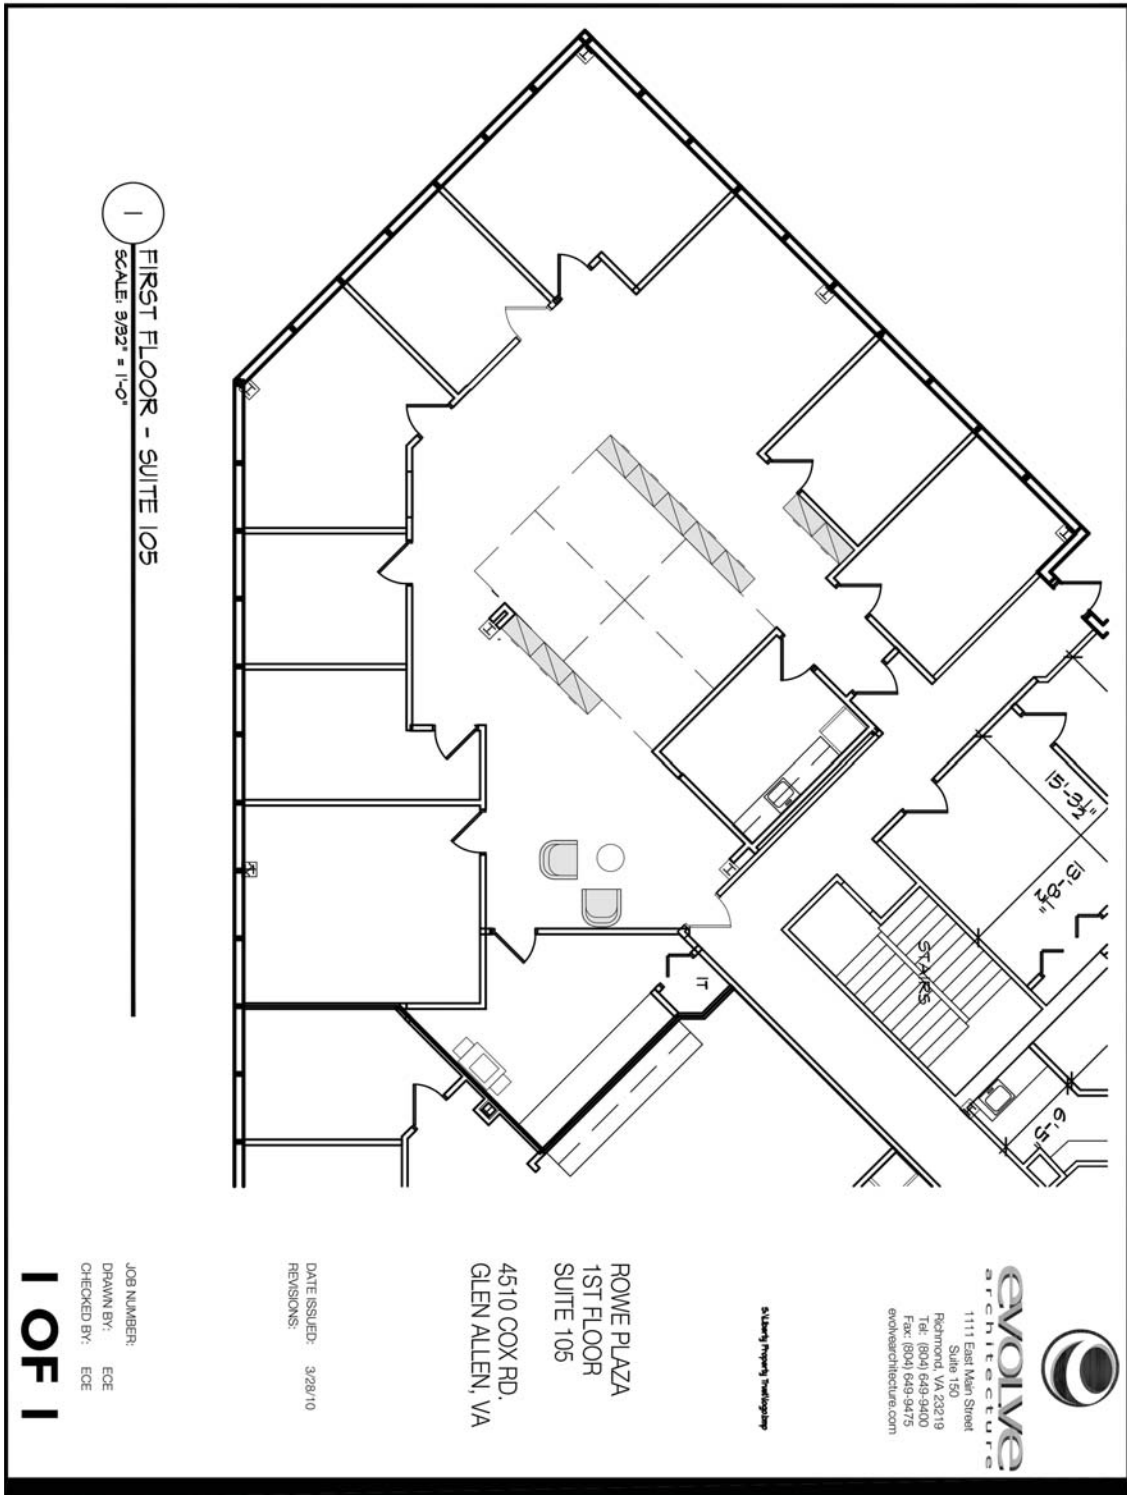 1
FIRST FLOOR - SUITE 105
SCALE: 3/32" = 1'-0"
15'-3½"
13'-8½"
STAIRS
IT
6'-5"
evolve
architecture
1111 East Main Street
Suite 150
Richmond, VA 23219
Tel: (804) 649-9400
Fax: (804) 649-9475
evolvearchitecture.com
ROWE PLAZA
1ST FLOOR
SUITE 105
4510 COX RD.
GLEN ALLEN, VA
DATE ISSUED: 3/28/10
REVISIONS:
JOB NUMBER:
DRAWN BY: ECE
CHECKED BY: ECE
1 OF 1